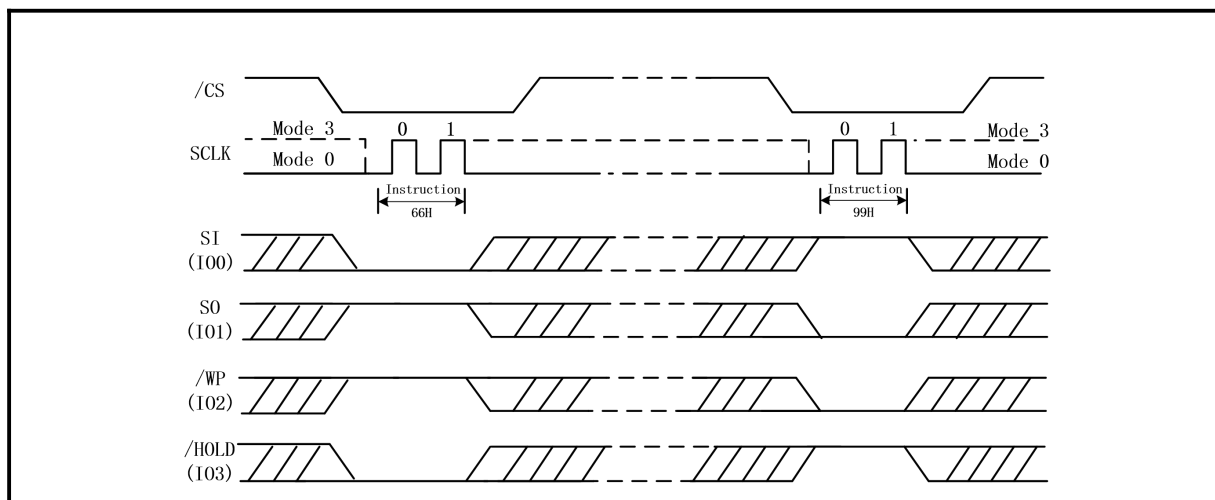 /CS
Mode 3 0 1 0 1 Mode 3
SCLK
Mode 0 Mode 0
Instruction Instruction
66H 99H
SI
(IO0)
SO
(IO1)
/WP
(IO2)
/HOLD
(IO3)